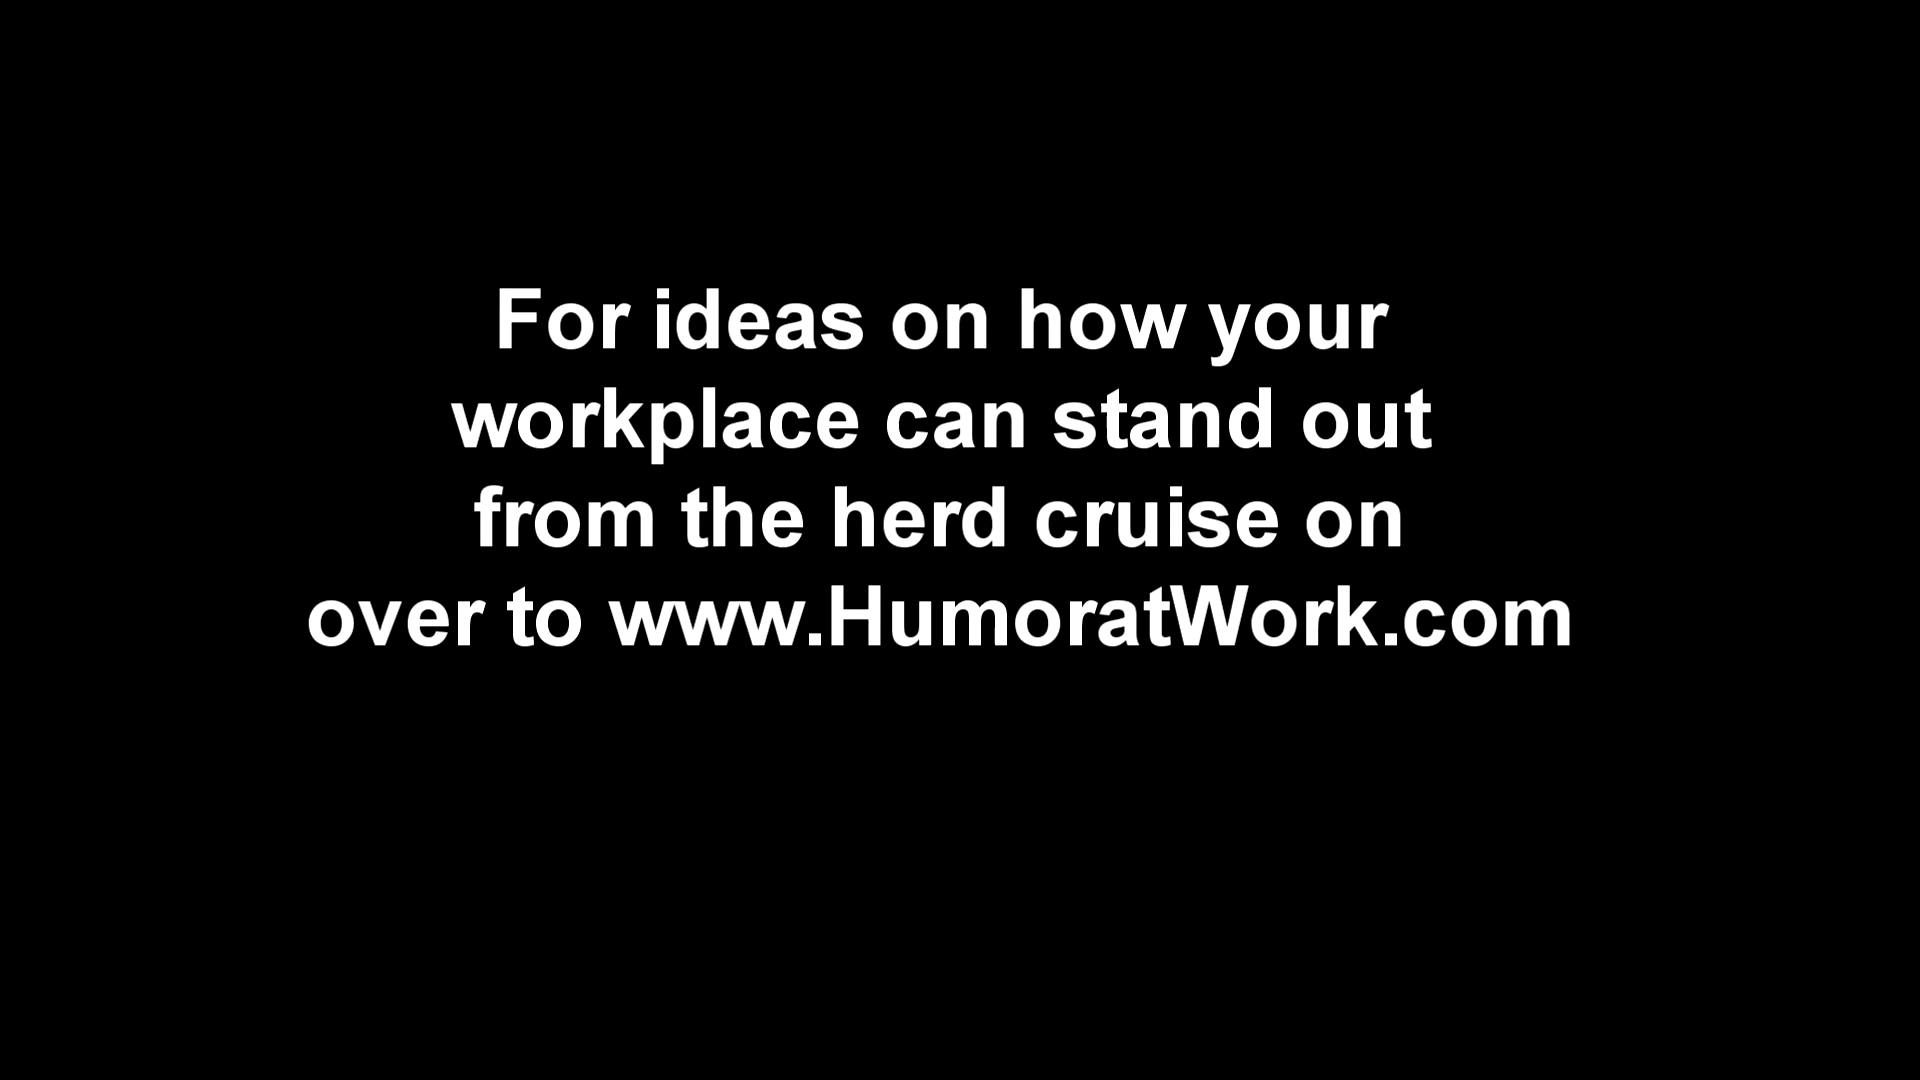 For ideas on how your
workplace can stand out
from the herd cruise on
over to www.HumoratWork.com